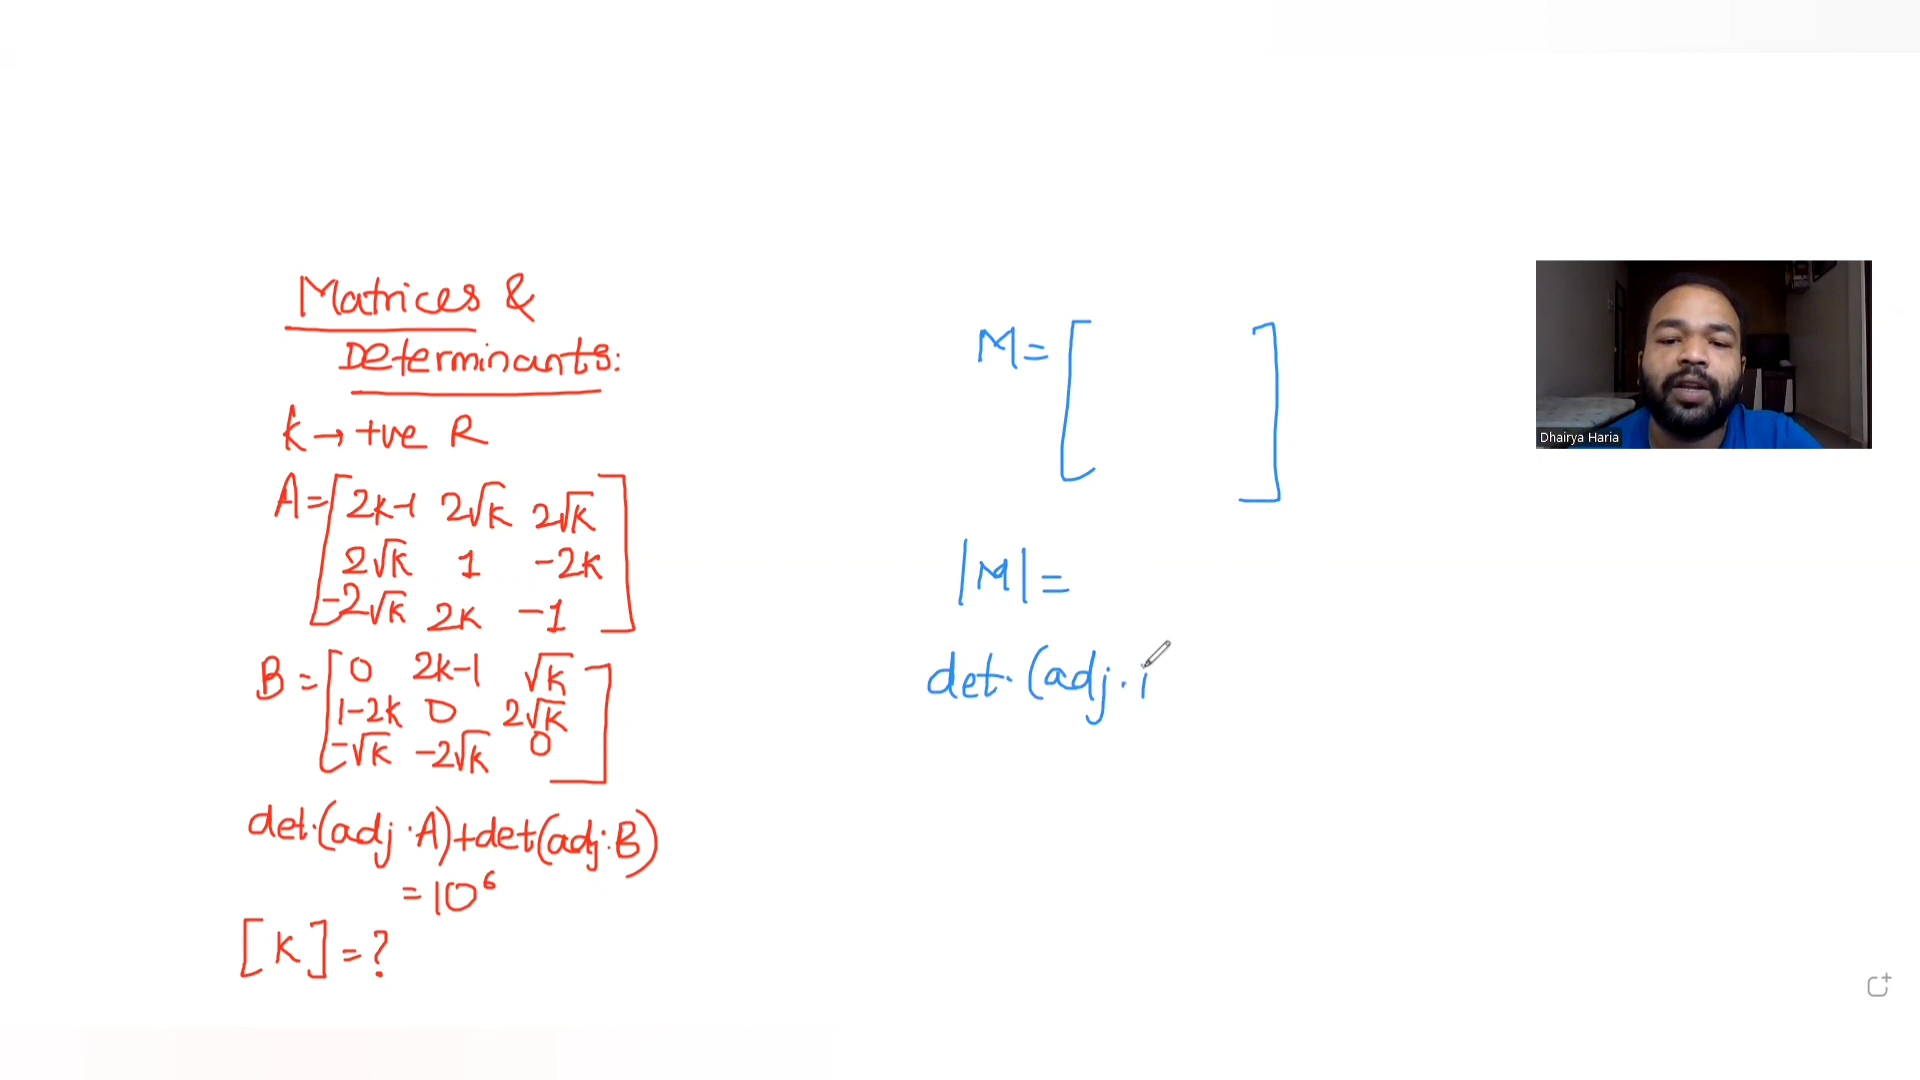 Matrices &
Determinants:
k → +ve R
A = [ 2k-1 2√k 2√k
2√k 1 -2k
-2√k 2k -1 ]
B = [ 0 2k-1 √k
1-2k 0 2√k
-√k -2√k 0 ]
det.(adj.A)+det(adj.B)
= 10⁶
[K] = ?
M = [ ]
|M| =
det.(adj.
Dhairya Haria